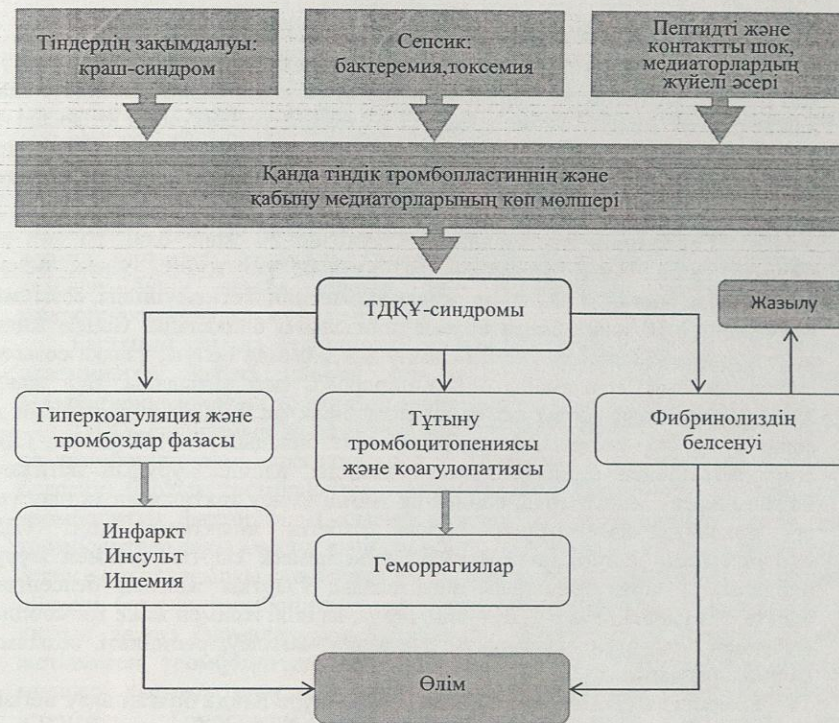 Тіндердің зақымдалуы:
краш-синдром
Сепсик:
бактеремия,токсемия
Пептидті және
контактты шок,
медиаторлардың
жүйелі әсері
Қанда тіндік тромбопластиннің және
қабыну медиаторларының көп мөлшері
ТДҚҰ-синдромы
Жазылу
Гиперкоагуляция және
тромбоздар фазасы
Тұтыну
тромбоцитопениясы
және коагулопатиясы
Фибринолиздің
белсенуі
Инфаркт
Инсульт
Ишемия
Геморрагиялар
Өлім